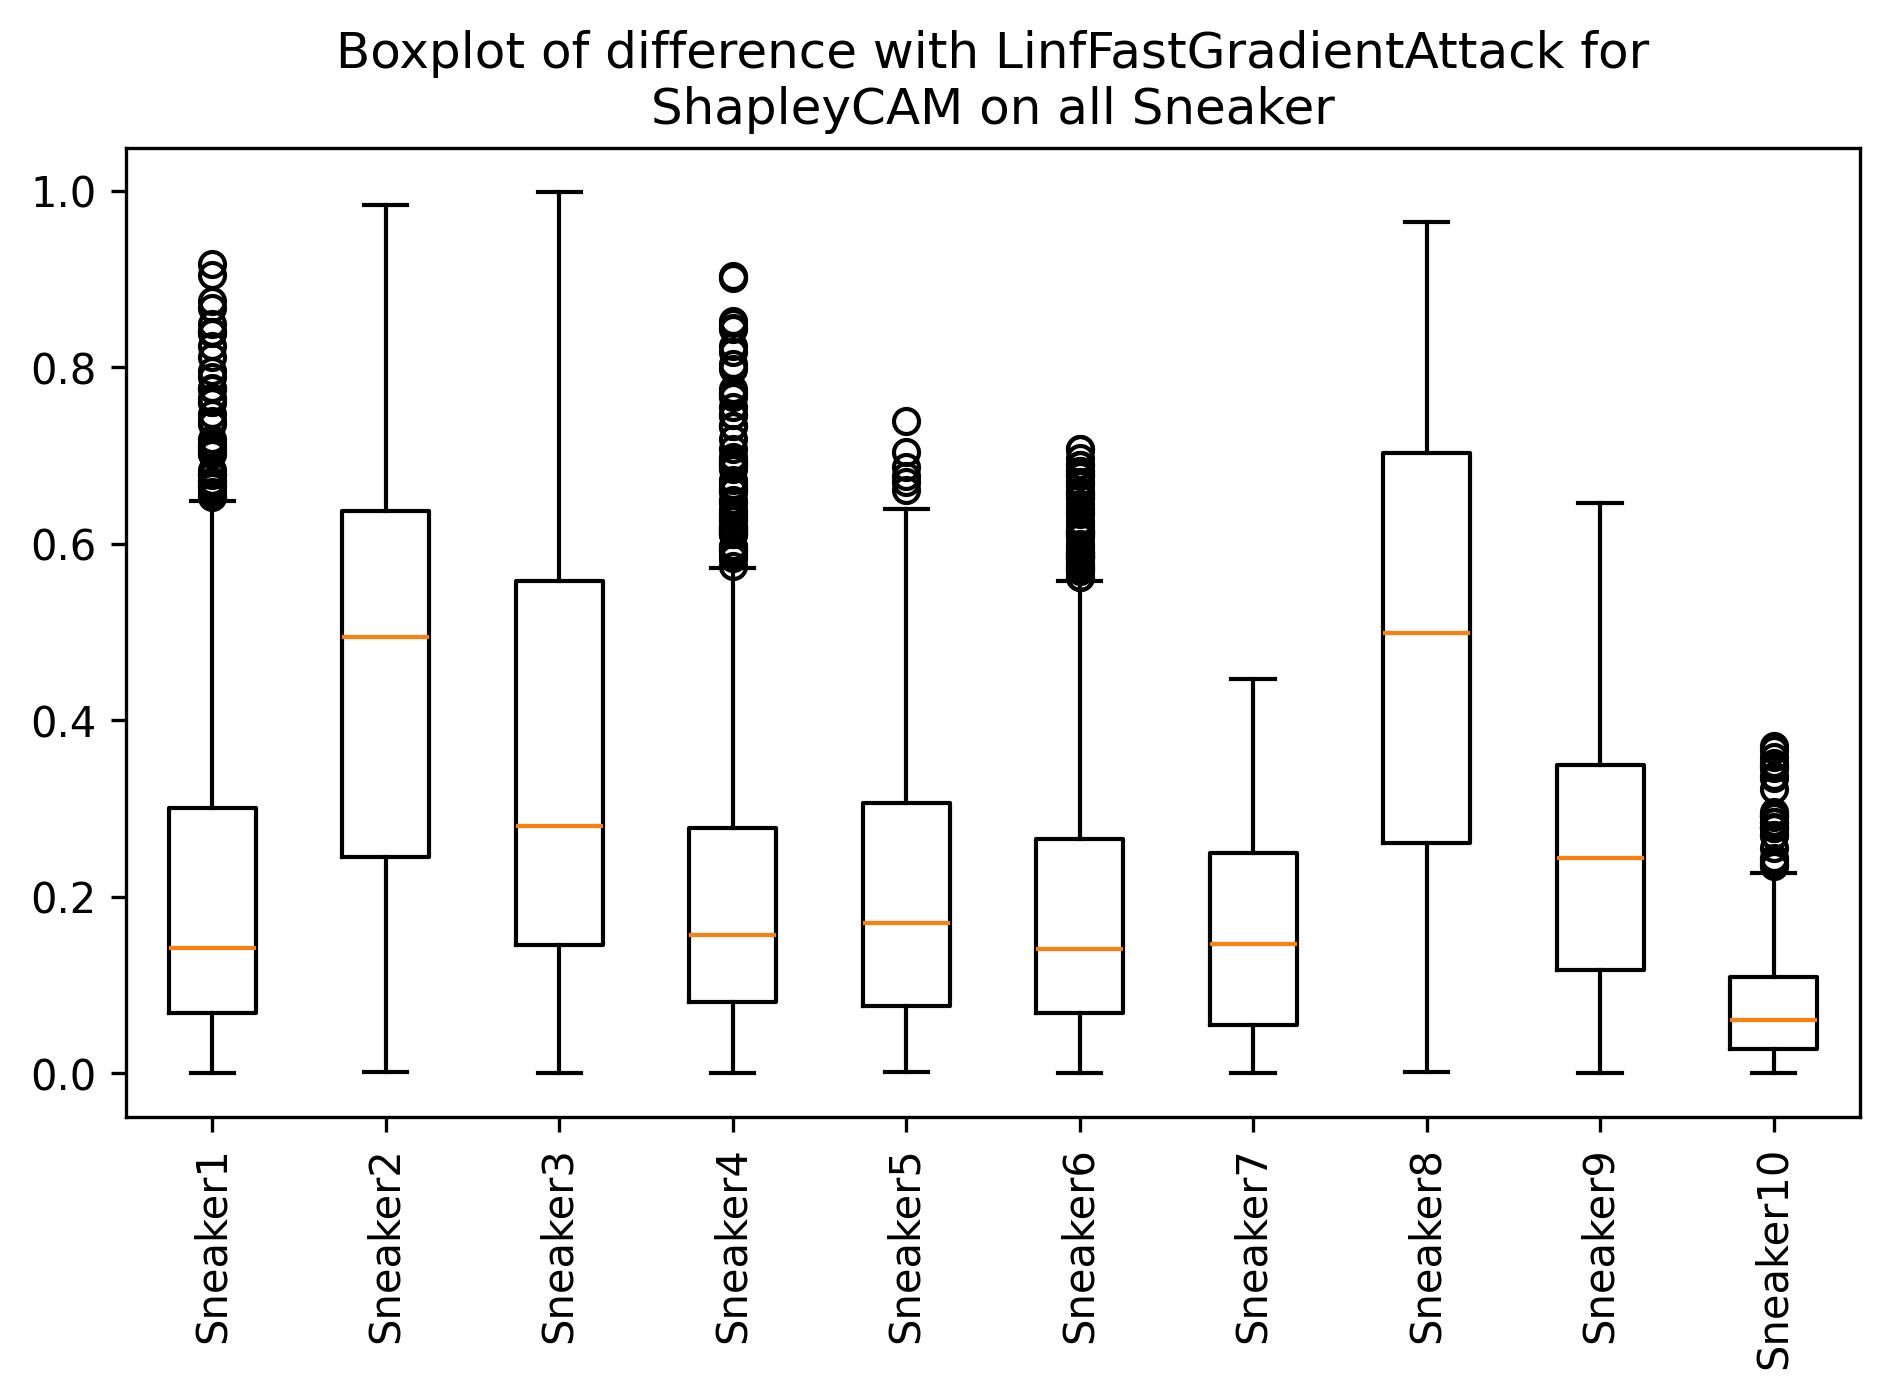 Boxplot of difference with LinfFastGradientAttack for
ShapleyCAM on all Sneaker
1.0
0.8
0.6
0.4
0.2
0.0
Sneaker1
Sneaker2
Sneaker3
Sneaker4
Sneaker5
Sneaker6
Sneaker7
Sneaker8
Sneaker9
Sneaker10